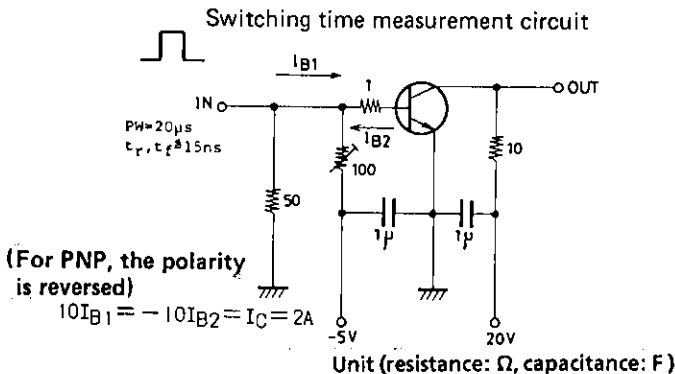 Switching time measurement circuit
IB1
1
OUT
IN
PW=20μs
tr, tf≦15ns
IB2
100
10
50
1μ
1μ
(For PNP, the polarity
is reversed)
10IB1=-10IB2=IC=2A
-5V
20V
Unit (resistance: Ω, capacitance: F)